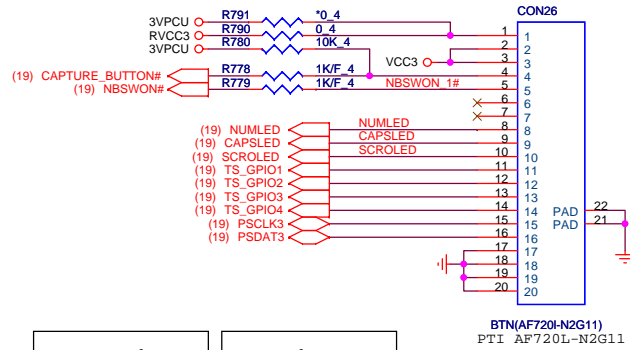 CON26
3VPCU R791 *0_4 1 1
RVCC3 R790 0_4 2 2
3VPCU R780 10K_4 VCC3 3 3
(19) CAPTURE_BUTTON# R778 1K/F_4 4 4
(19) NBSWON# R779 1K/F_4 NBSWON_1# 5 5
6 6
7 7
(19) NUMLED NUMLED 8 8
(19) CAPSLED CAPSLED 9 9
(19) SCROLED SCROLED 10 10
(19) TS_GPIO1 11 11
(19) TS_GPIO2 12 12
(19) TS_GPIO3 13 13
(19) TS_GPIO4 14 14 PAD 22
(19) PSCLK3 15 15 PAD 21
(19) PSDAT3 16 16
17 17
18 18
19 19
20 20
BTN(AF720I-N2G11)
PTI AF720L-N2G11